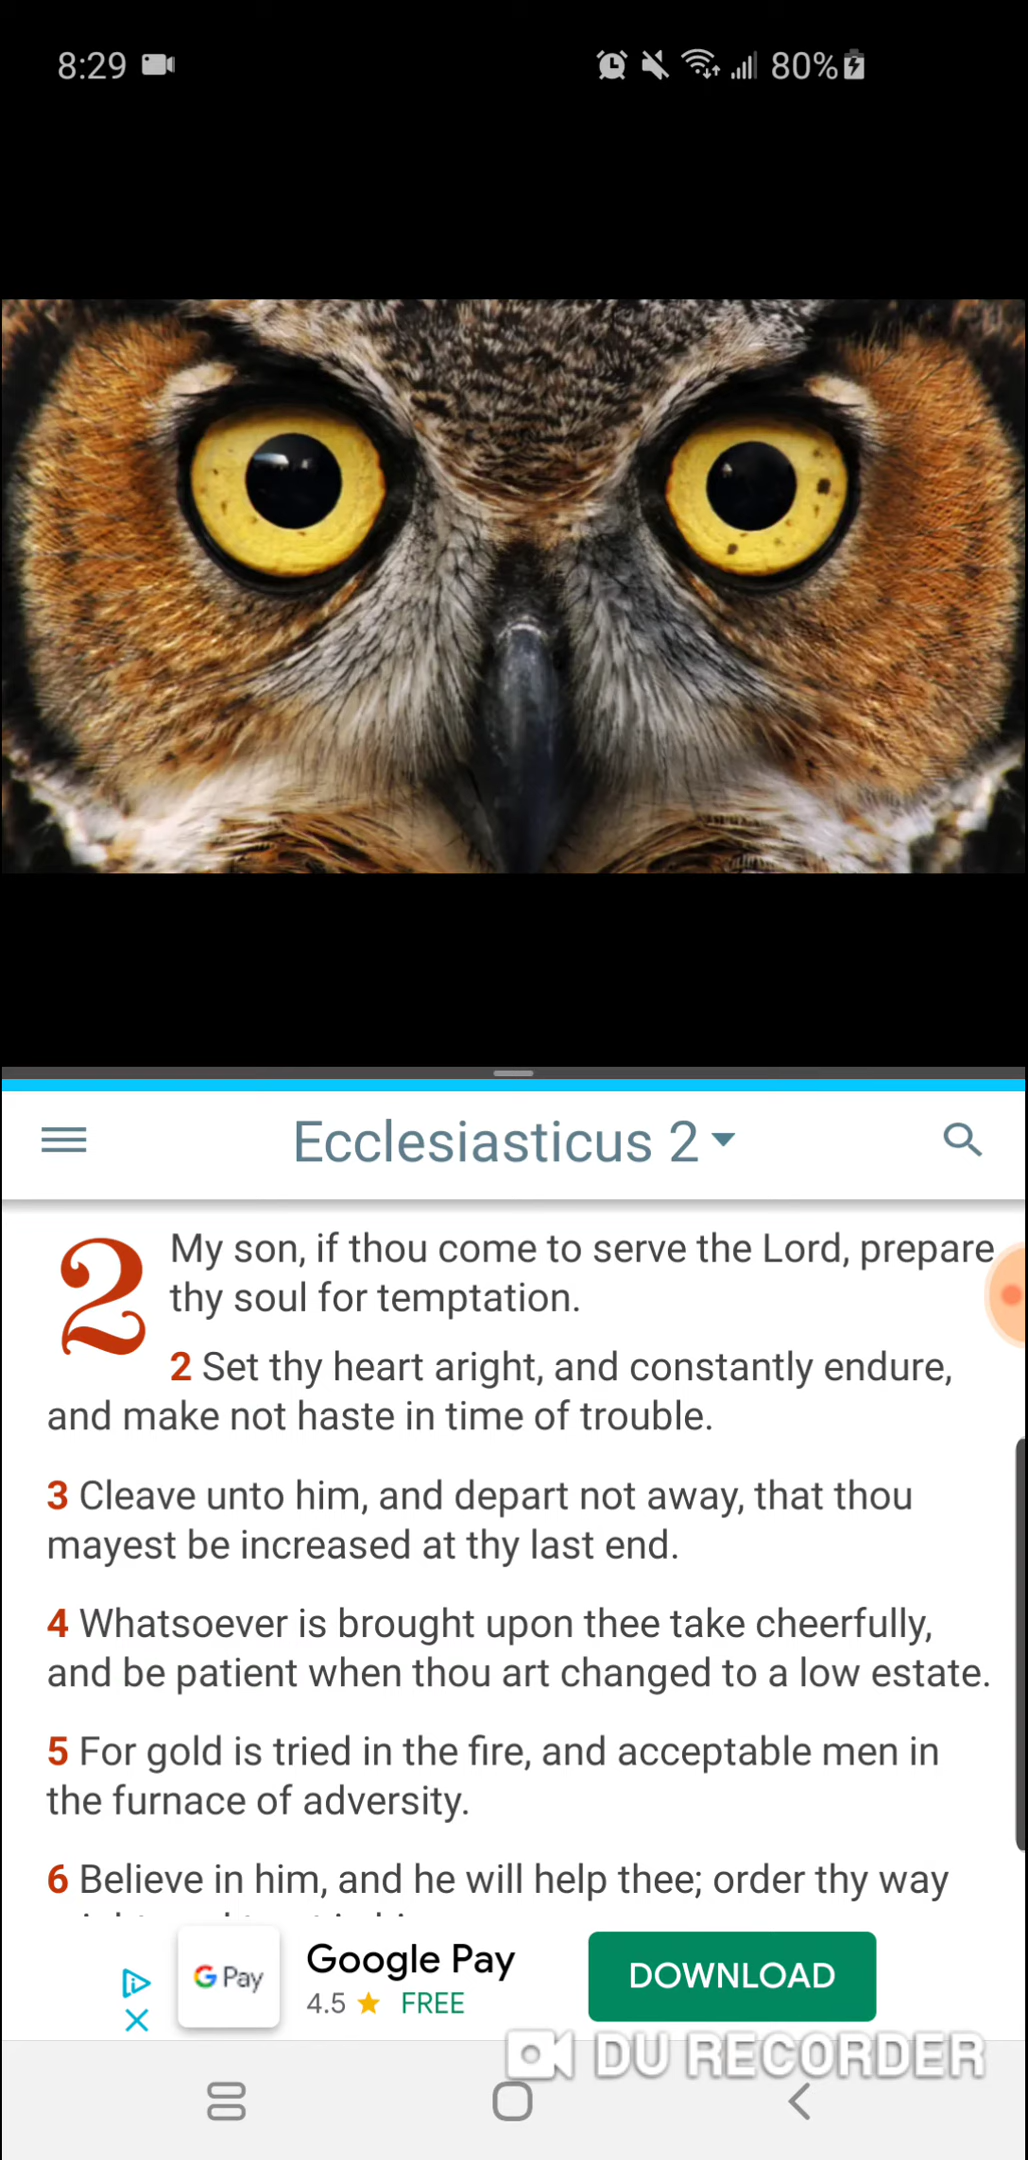 8:29
80%
Ecclesiasticus 2
2 My son, if thou come to serve the Lord, prepare
thy soul for temptation.
2 Set thy heart aright, and constantly endure,
and make not haste in time of trouble.
3 Cleave unto him, and depart not away, that thou
mayest be increased at thy last end.
4 Whatsoever is brought upon thee take cheerfully,
and be patient when thou art changed to a low estate.
5 For gold is tried in the fire, and acceptable men in
the furnace of adversity.
6 Believe in him, and he will help thee; order thy way
G Pay
Google Pay
4.5 FREE
DOWNLOAD
DU RECORDER